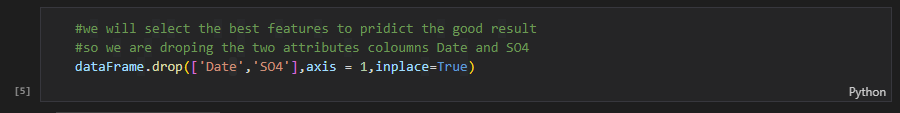 #we will select the best features to pridict the good result
#so we are droping the two attributes coloumns Date and SO4
dataFrame.drop(['Date','SO4'],axis = 1,inplace=True)
[5]
Python